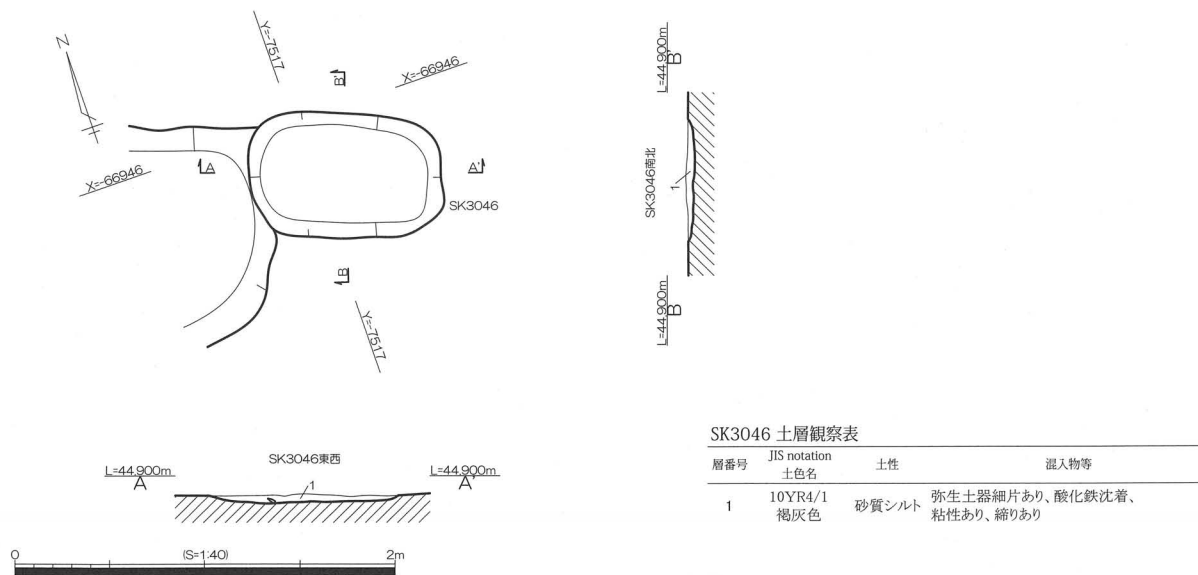 N
Y=-7517
X=-66946
B'
A
A'
X=-66946
SK3046
B
Y=-7517
L=44.900m
B'
SK3046南北
1
L=44.900m
B
SK3046東西
L=44.900m
A
L=44.900m
A'
1
0
(S=1:40)
2m
SK3046 土層観察表
層番号 JIS notation 土色名 土性 混入物等
1 10YR4/1 褐灰色 砂質シルト 弥生土器細片あり、酸化鉄沈着、
粘性あり、締りあり